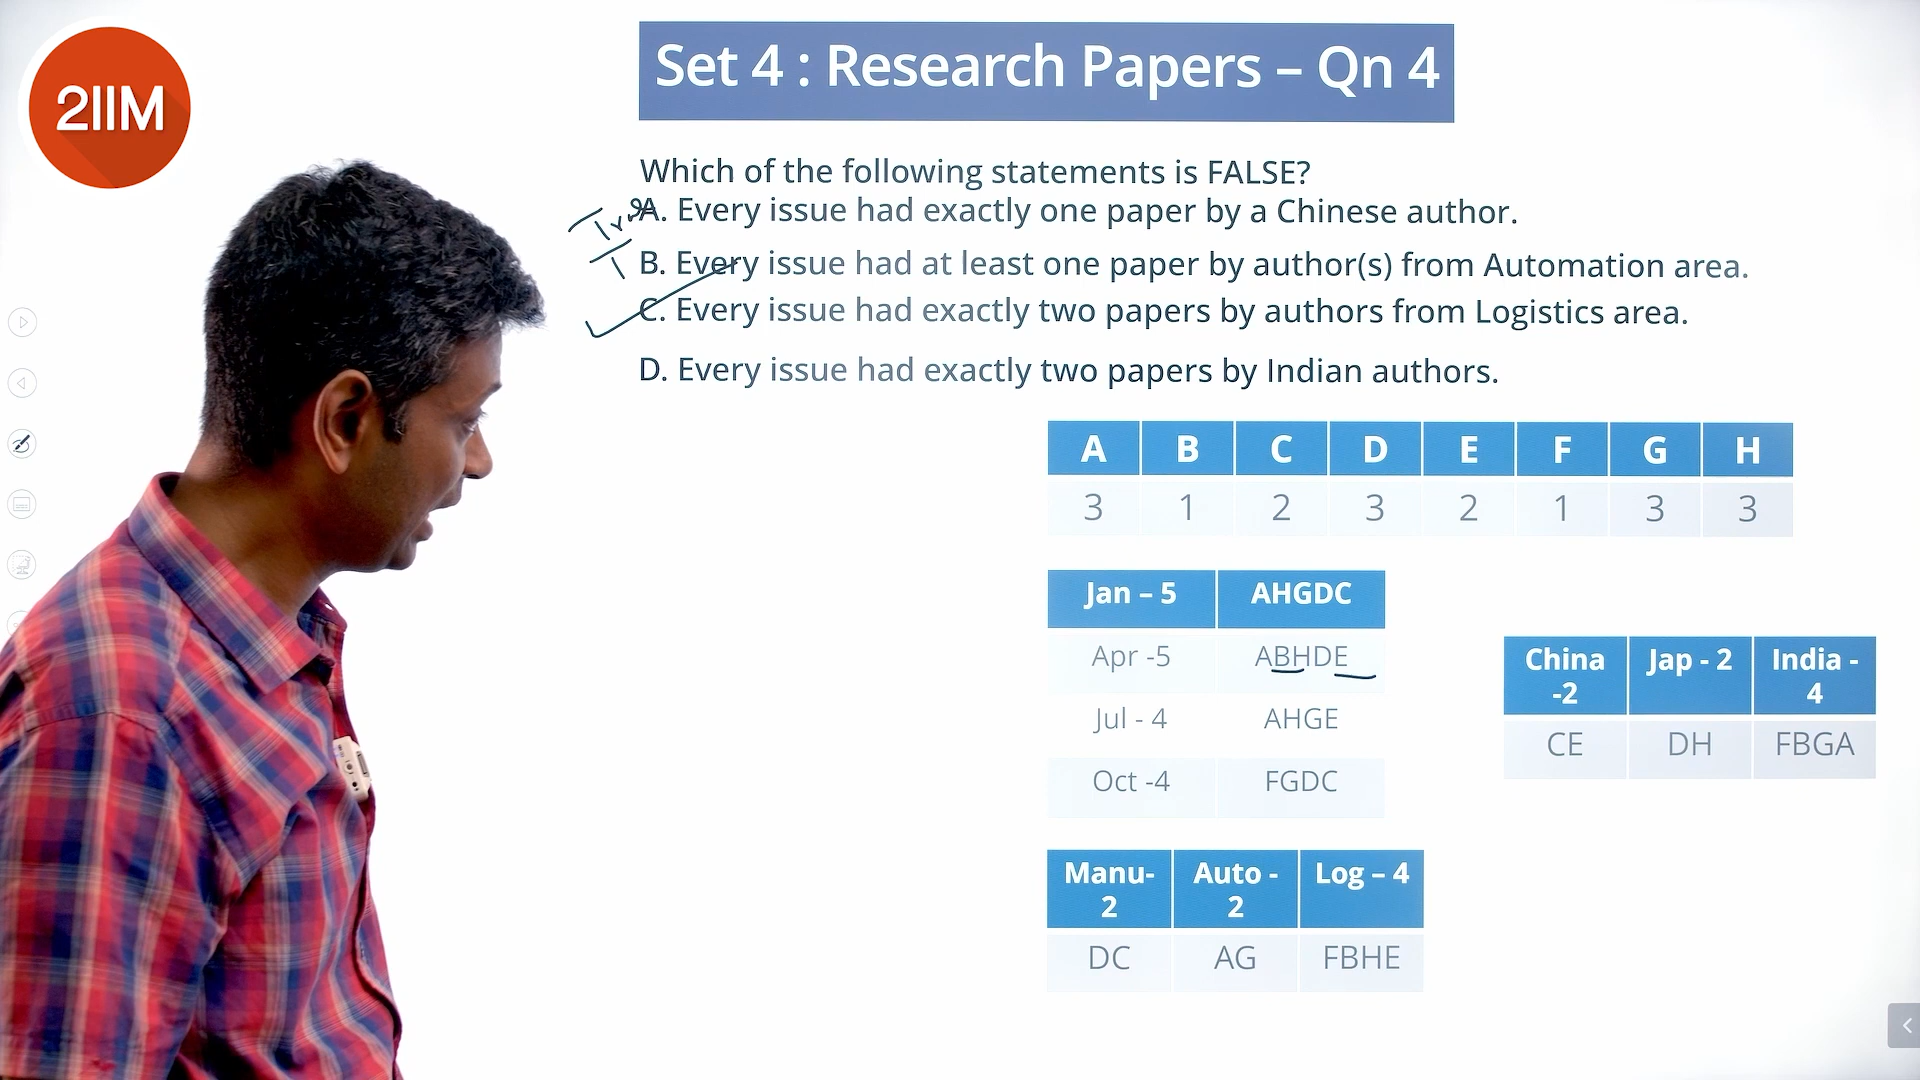 2IIM
Set 4 : Research Papers – Qn 4
Which of the following statements is FALSE?
A. Every issue had exactly one paper by a Chinese author.
B. Every issue had at least one paper by author(s) from Automation area.
C. Every issue had exactly two papers by authors from Logistics area.
D. Every issue had exactly two papers by Indian authors.
A B C D E F G H
3 1 2 3 2 1 3 3
Jan – 5 AHGDC
Apr -5 ABHDE
Jul - 4 AHGE
Oct -4 FGDC
China
-2
Jap - 2
India -
4
CE DH FBGA
Manu-
2
Auto -
2
Log – 4
DC AG FBHE